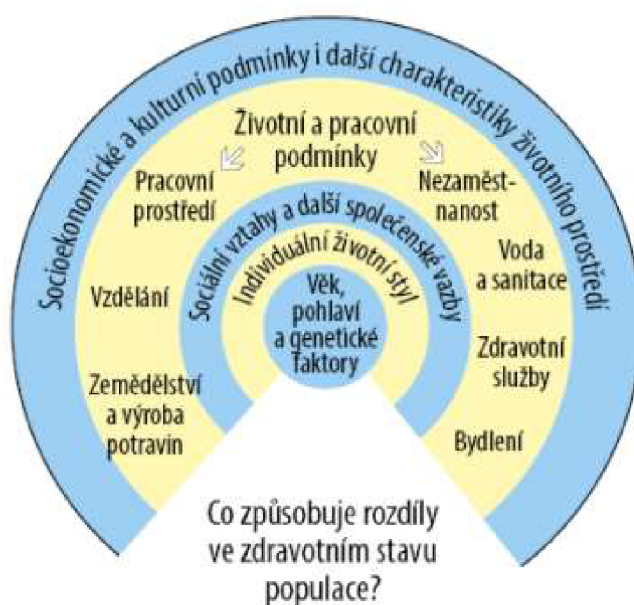 Socioekonomické a kulturní podmínky i další charakteristiky životního prostředí
Životní a pracovní
podmínky
Pracovní
prostředí
Nezaměst-
nanost
Vzdělání
Voda
a sanitace
Zemědělství
a výroba
potravin
Zdravotní
služby
Bydlení
Sociální vztahy a další společenské vazby
Individuální životní styl
Věk,
pohlaví
a genetické
faktory
Co způsobuje rozdíly
ve zdravotním stavu
populace?